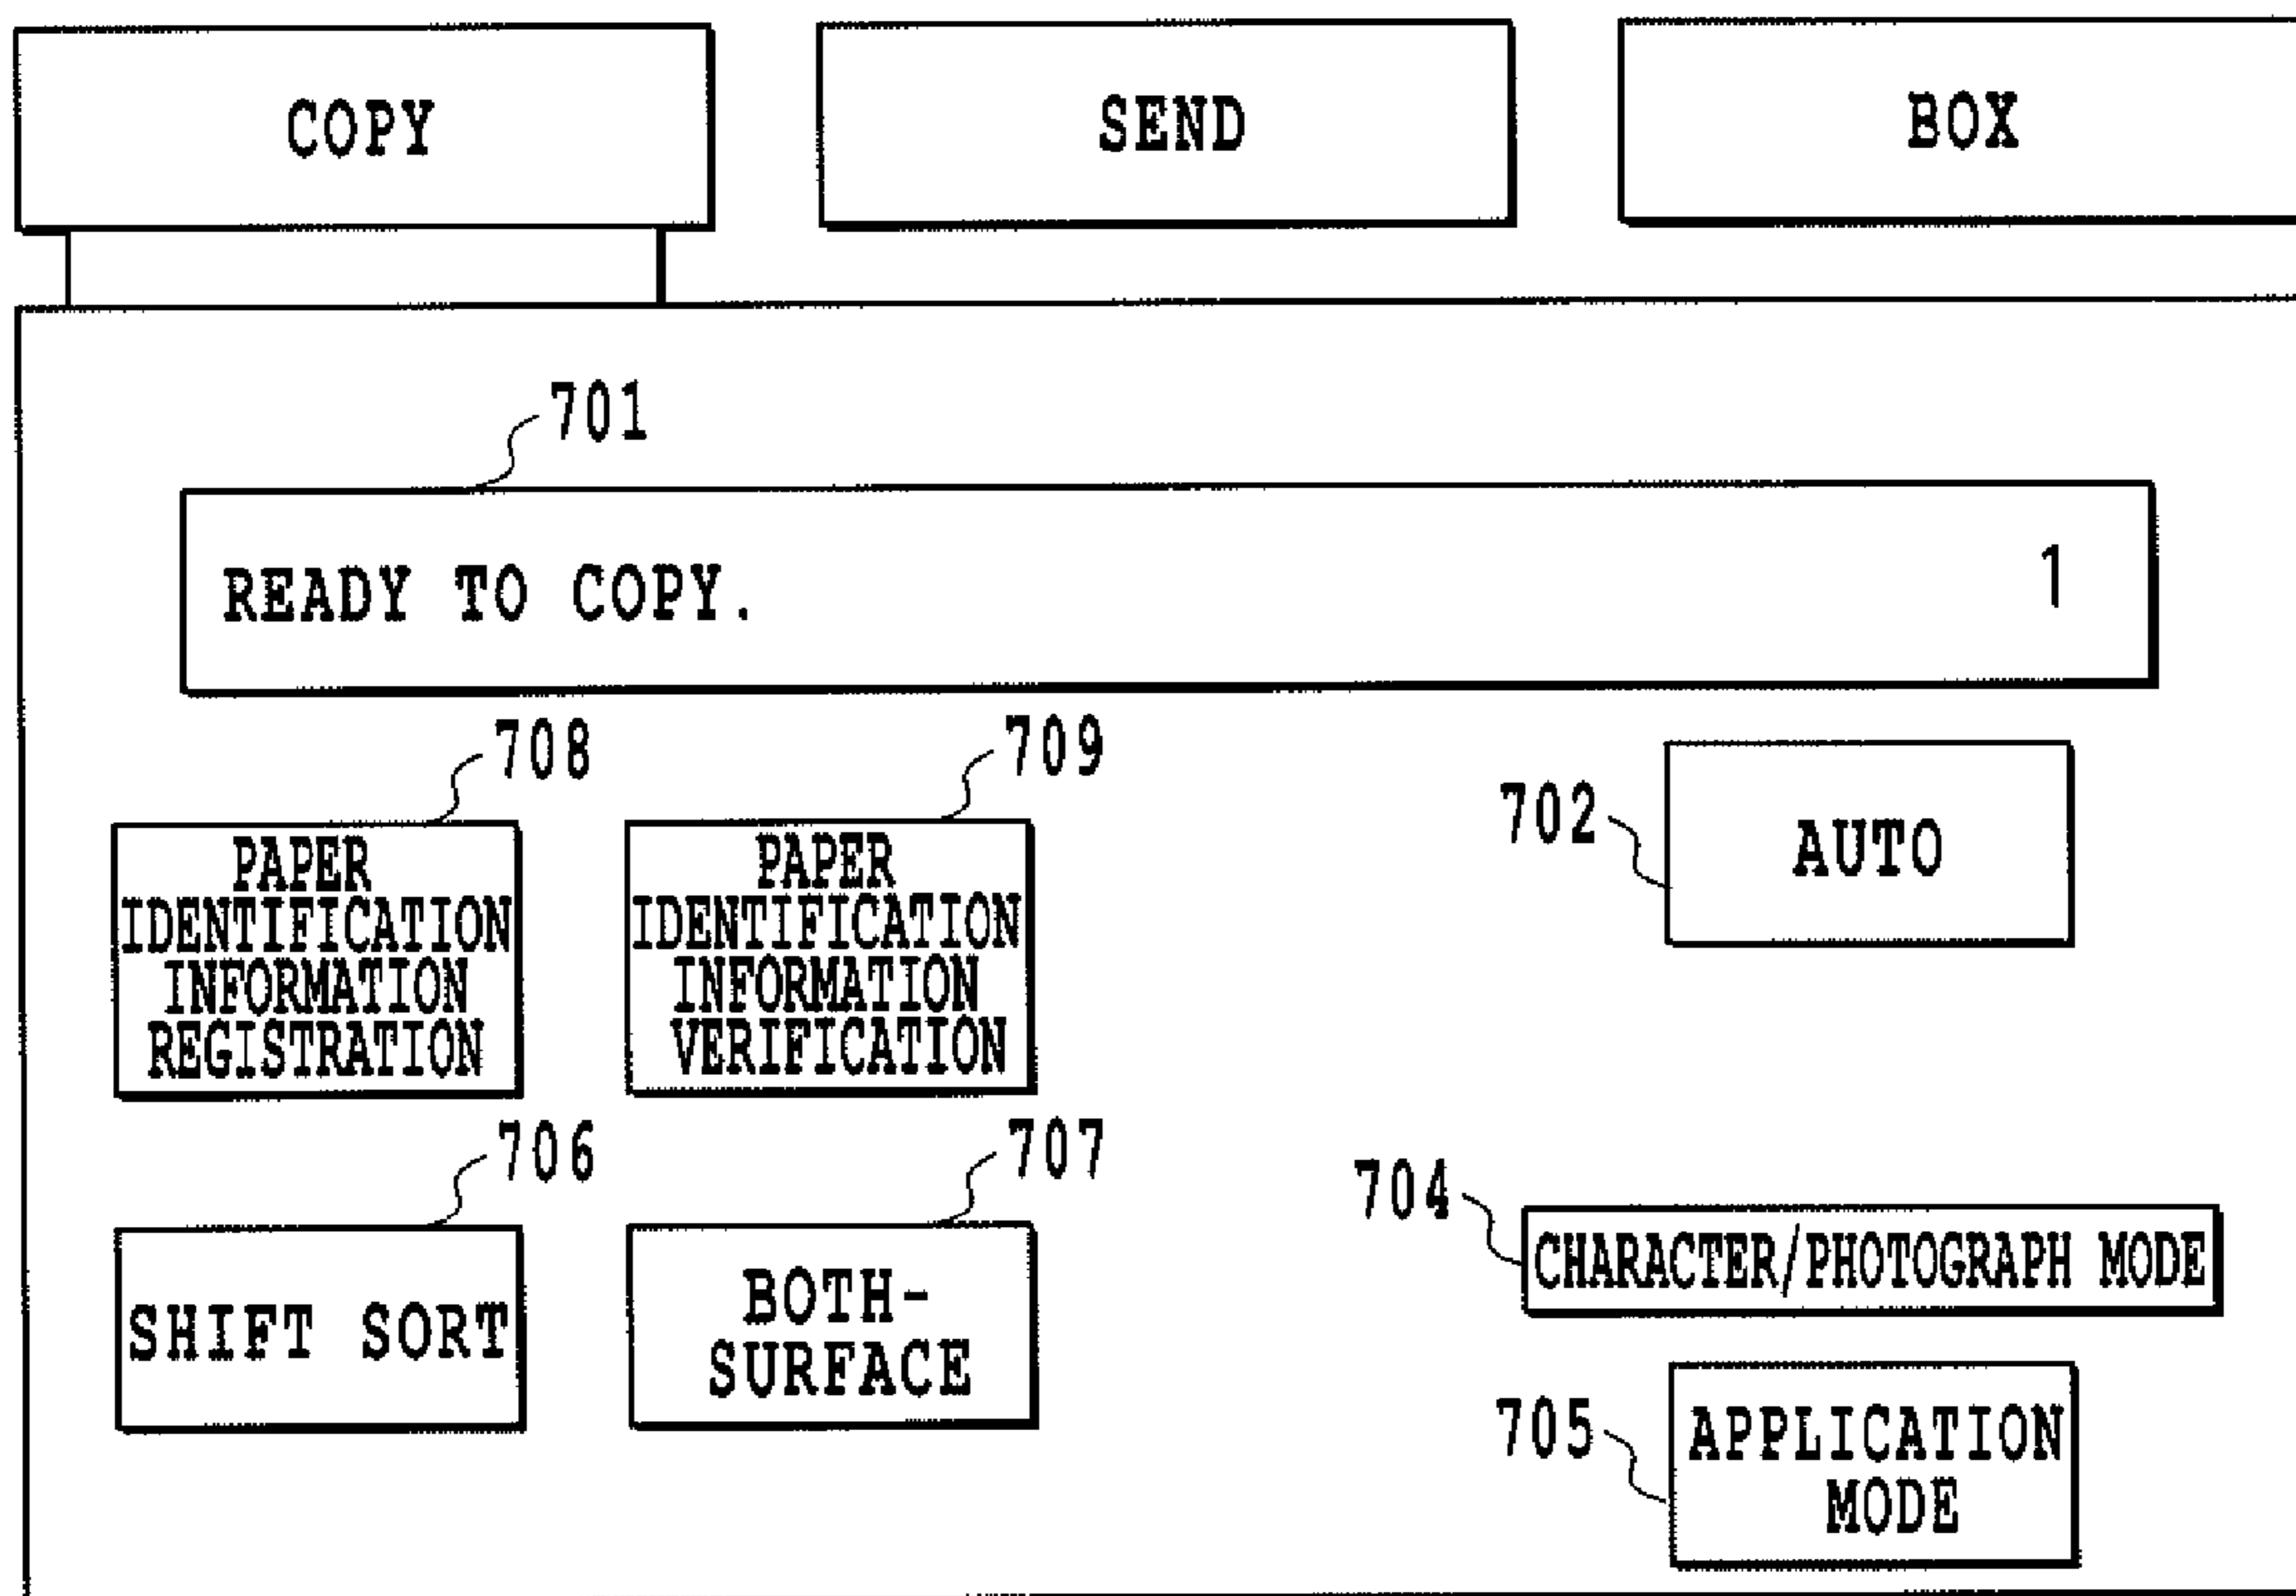 COPY
SEND
BOX
701
READY TO COPY.
1
708
709
702
PAPER
IDENTIFICATION
INFORMATION
REGISTRATION
PAPER
IDENTIFICATION
INFORMATION
VERIFICATION
AUTO
706
707
704
SHIFT SORT
BOTH-
SURFACE
CHARACTER/PHOTOGRAPH MODE
705
APPLICATION
MODE